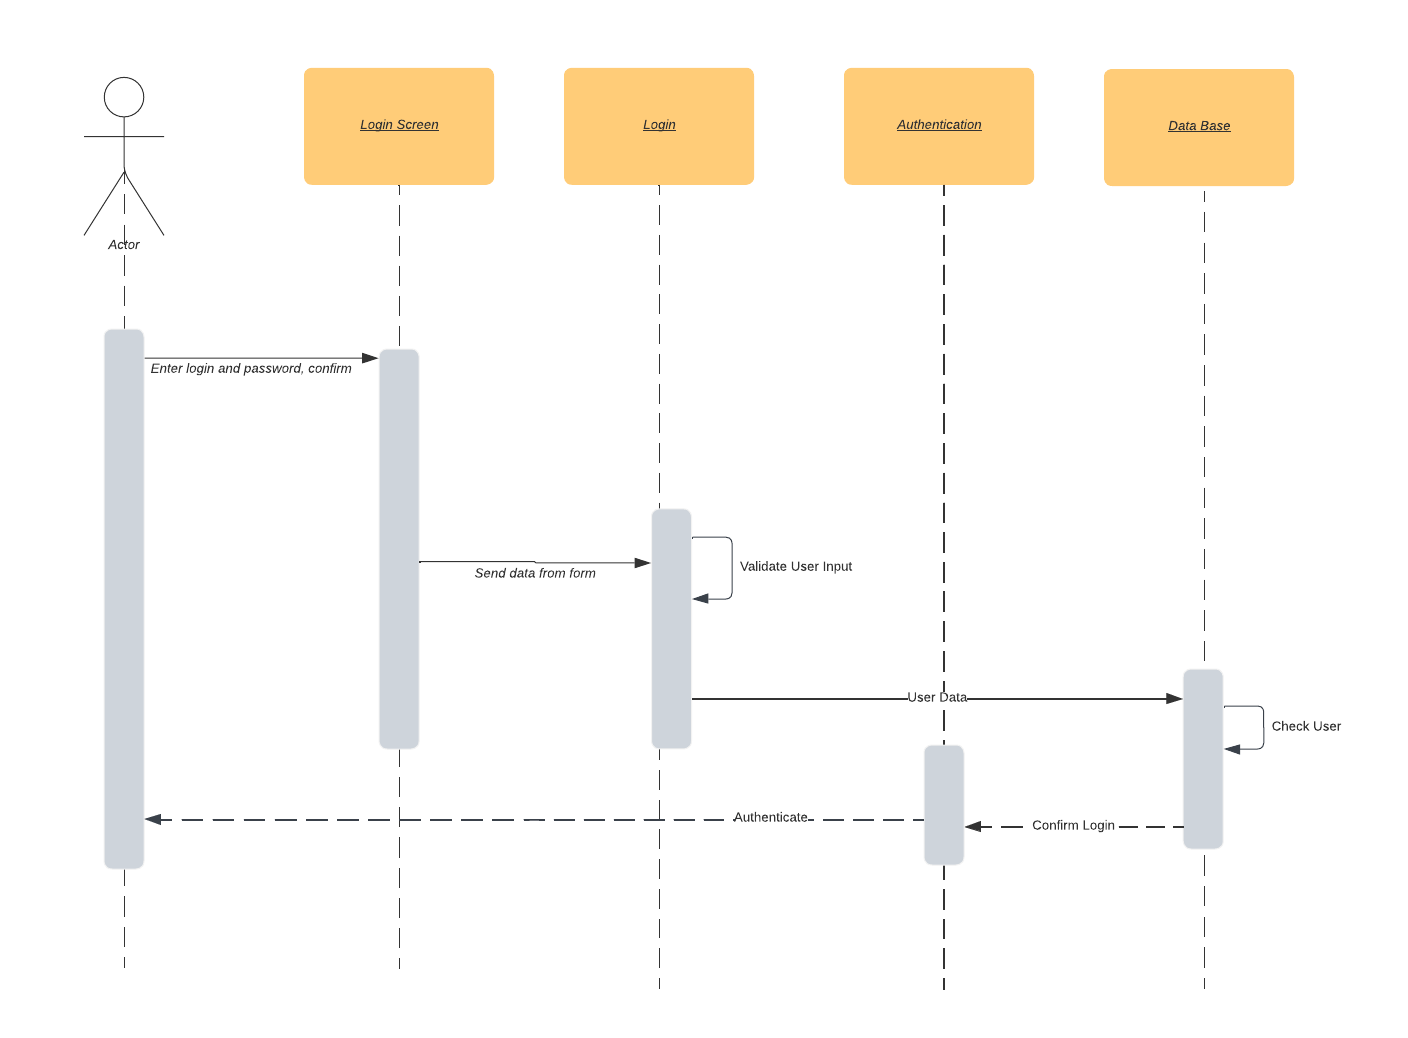 Login Screen
Login
Authentication
Data Base
Actor
Enter login and password, confirm
Send data from form
Validate User Input
User Data
Check User
Authenticate
Confirm Login